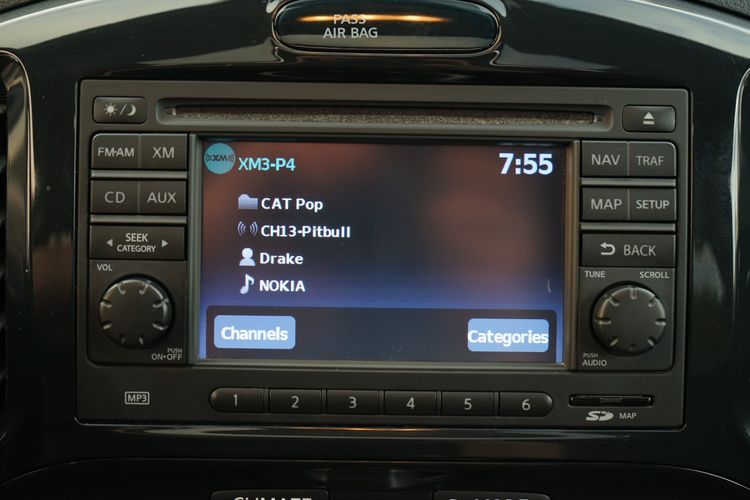 PASS
AIR BAG
FM•AM XM
CD AUX
SEEK
CATEGORY
VOL
PUSH
ON•OFF
XM XM3-P4 7:55
CAT Pop
CH13-Pitbull
Drake
NOKIA
Channels Categories
NAV TRAF
MAP SETUP
BACK
TUNE SCROLL
PUSH
AUDIO
MP3
1 2 3 4 5 6
SD MAP
CLIMATE